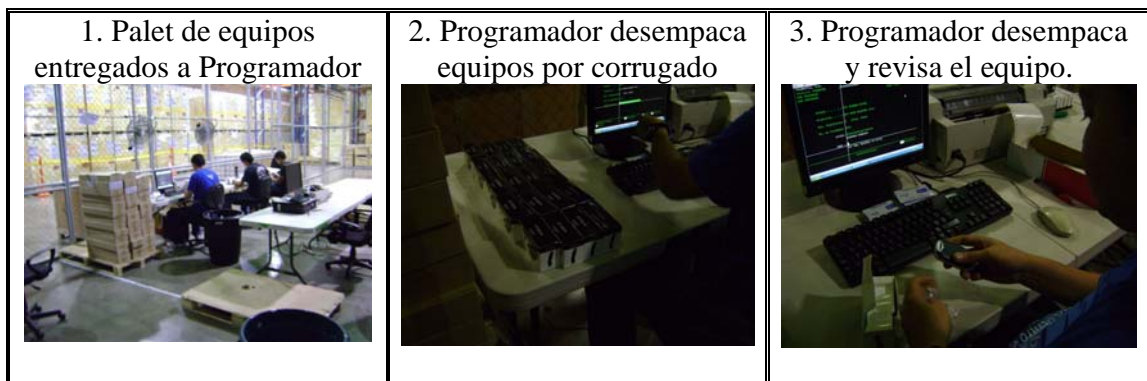 1. Palet de equipos
entregados a Programador
2. Programador desempaca
equipos por corrugado
3. Programador desempaca
y revisa el equipo.